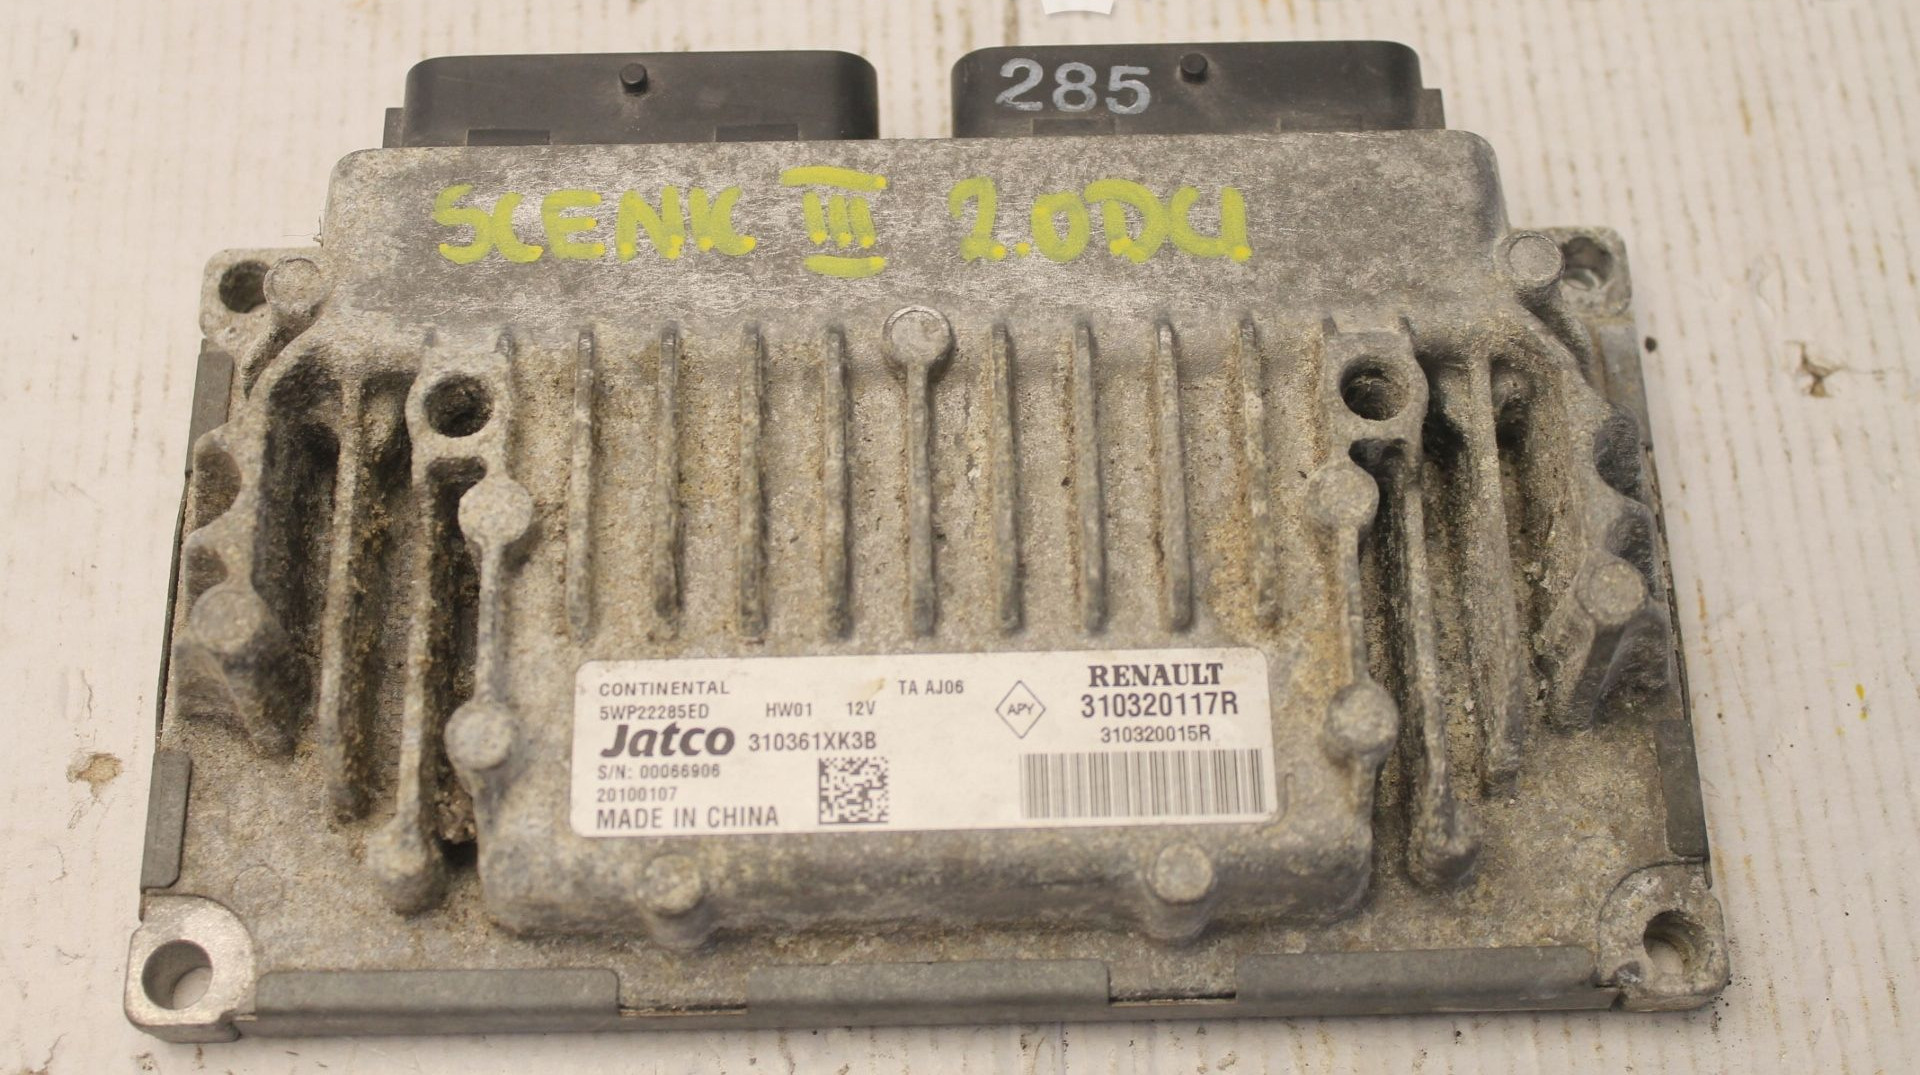 285
SCENIC III 2.0DCI
CONTINENTAL TA AJ06
5WP22285ED HW01 12V
Jatco 310361XK3B
S/N: 00066906
20100107
MADE IN CHINA
APY
RENAULT
310320117R
310320015R